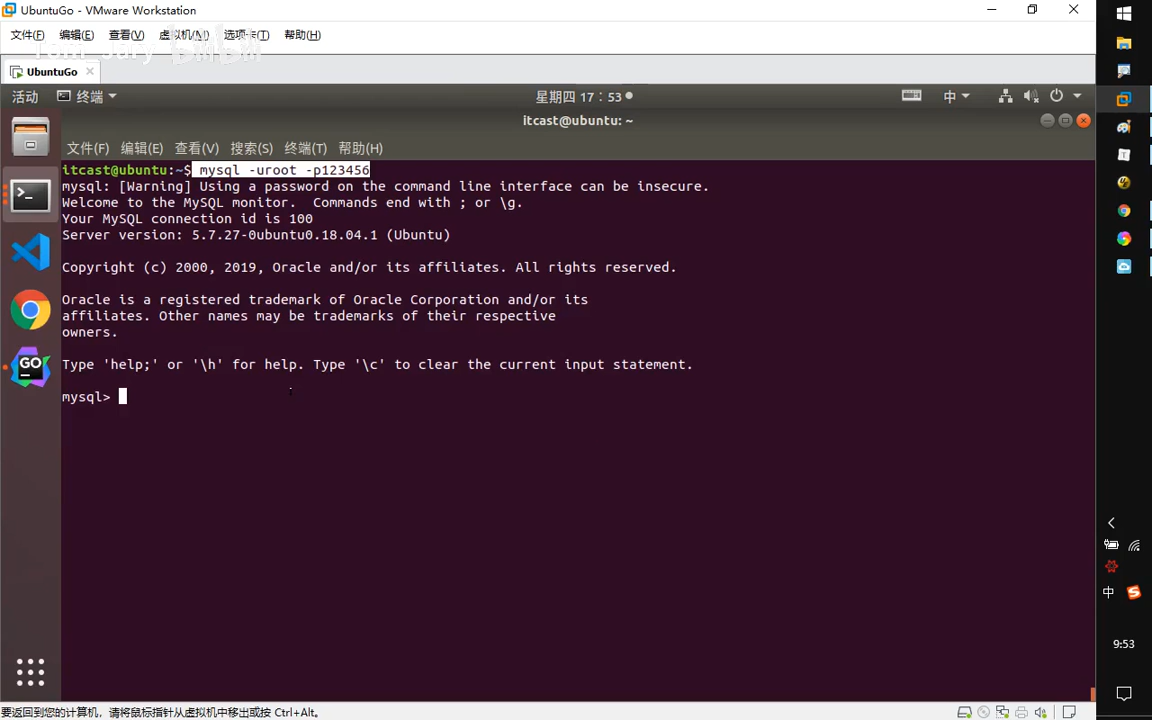 UbuntuGo - VMware Workstation
文件(F) 编辑(E) 查看(V) 虚拟机(M) 选项卡(T) 帮助(H)
UbuntuGo
活动 终端 星期四 17：53 中
itcast@ubuntu: ~
文件(F) 编辑(E) 查看(V) 搜索(S) 终端(T) 帮助(H)
itcast@ubuntu:~$ mysql -uroot -p123456
mysql: [Warning] Using a password on the command line interface can be insecure.
Welcome to the MySQL monitor.  Commands end with ; or \g.
Your MySQL connection id is 100
Server version: 5.7.27-0ubuntu0.18.04.1 (Ubuntu)
Copyright (c) 2000, 2019, Oracle and/or its affiliates. All rights reserved.
Oracle is a registered trademark of Oracle Corporation and/or its
affiliates. Other names may be trademarks of their respective
owners.
Type 'help;' or '\h' for help. Type '\c' to clear the current input statement.
mysql>
GO
中
9:53
要返回到您的计算机，请将鼠标指针从虚拟机中移出或按 Ctrl+Alt。